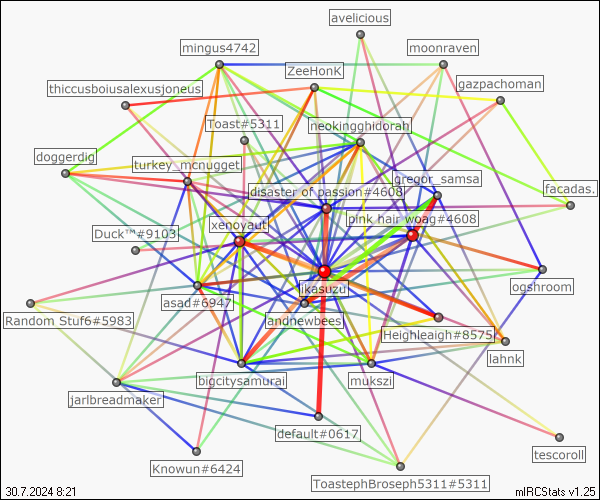 avelicious
mingus4742
moonraven
ZeeHonk
gazpachoman
thiccusboiusalexusjoneus
Toast#5311
neokingghidorah
doggerdig
turkey_mcnugget
gregor_samsa
disaster of passion#4608
facadas.
pink hair woag#4608
xenoyaut
Duck™#9103
jkasuzu
ogshroom
asad#6947
landhewbees
Random Stuf6#5983
Heighleaigh#8575
lahnk
bigcitysamurai
mukszi
jarlbreadmaker
default#0617
tescoroll
Knowun#6424
ToastephBroseph5311#5311
30.7.2024 8:21
mIRCStats v1.25